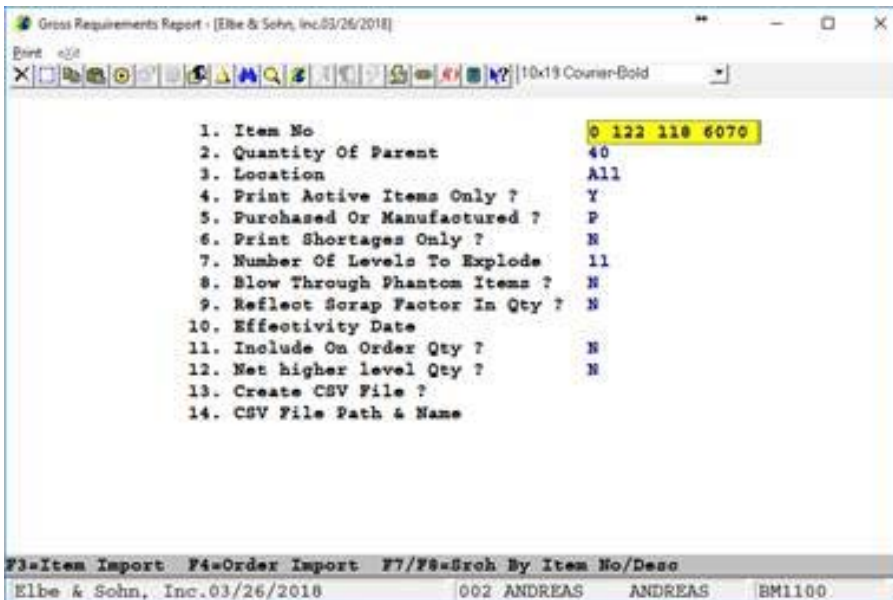 Gross Requirements Report - [Elbe & Sohn, Inc.03/26/2018]
Print eXit
10x19 Courier-Bold
1. Item No 0 122 118 6070
2. Quantity Of Parent 40
3. Location All
4. Print Active Items Only ? Y
5. Purchased Or Manufactured ? P
6. Print Shortages Only ? N
7. Number Of Levels To Explode 11
8. Blow Through Phantom Items ? N
9. Reflect Scrap Factor In Qty ? N
10. Effectivity Date
11. Include On Order Qty ? N
12. Net higher level Qty ? N
13. Create CSV File ?
14. CSV File Path & Name
F3=Item Import F4=Order Import F7/F8=Srch By Item No/Desc
Elbe & Sohn, Inc.03/26/2018 002 ANDREAS ANDREAS BM1100